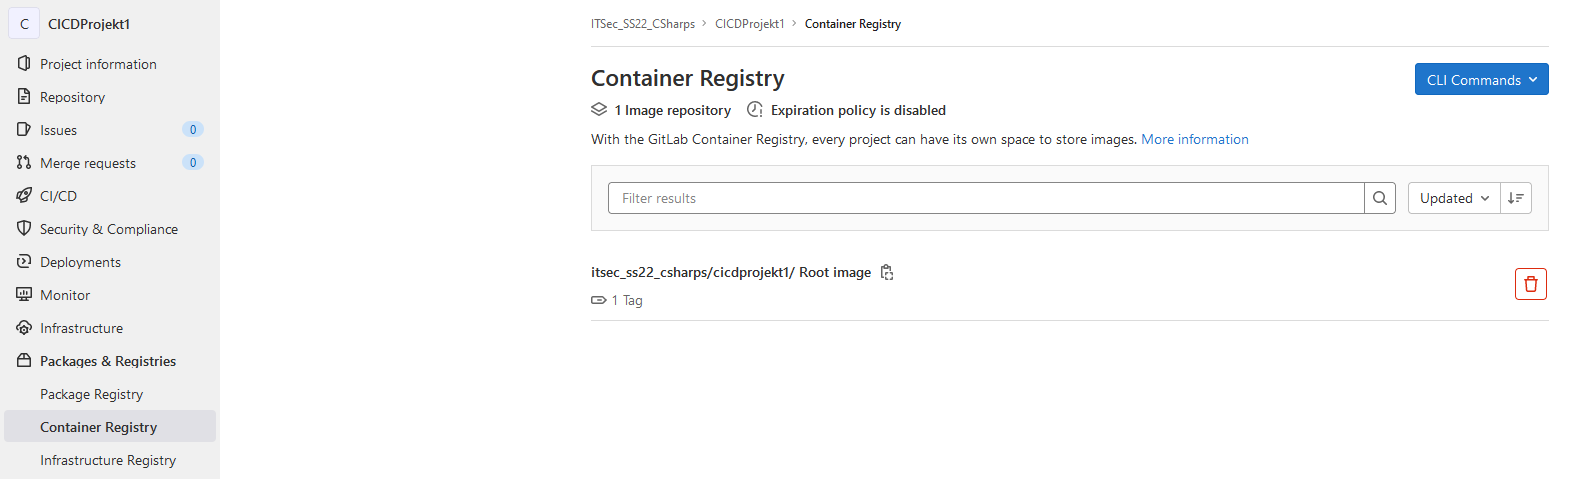 C CICDProjekt1
Project information
Repository
Issues 0
Merge requests 0
CI/CD
Security & Compliance
Deployments
Monitor
Infrastructure
Packages & Registries
Package Registry
Container Registry
Infrastructure Registry
ITSec_SS22_CSharps > CICDProjekt1 > Container Registry
Container Registry
CLI Commands
1 Image repository Expiration policy is disabled
With the GitLab Container Registry, every project can have its own space to store images. More information
Filter results
Updated
itsec_ss22_csharps/cicdprojekt1/ Root image
1 Tag